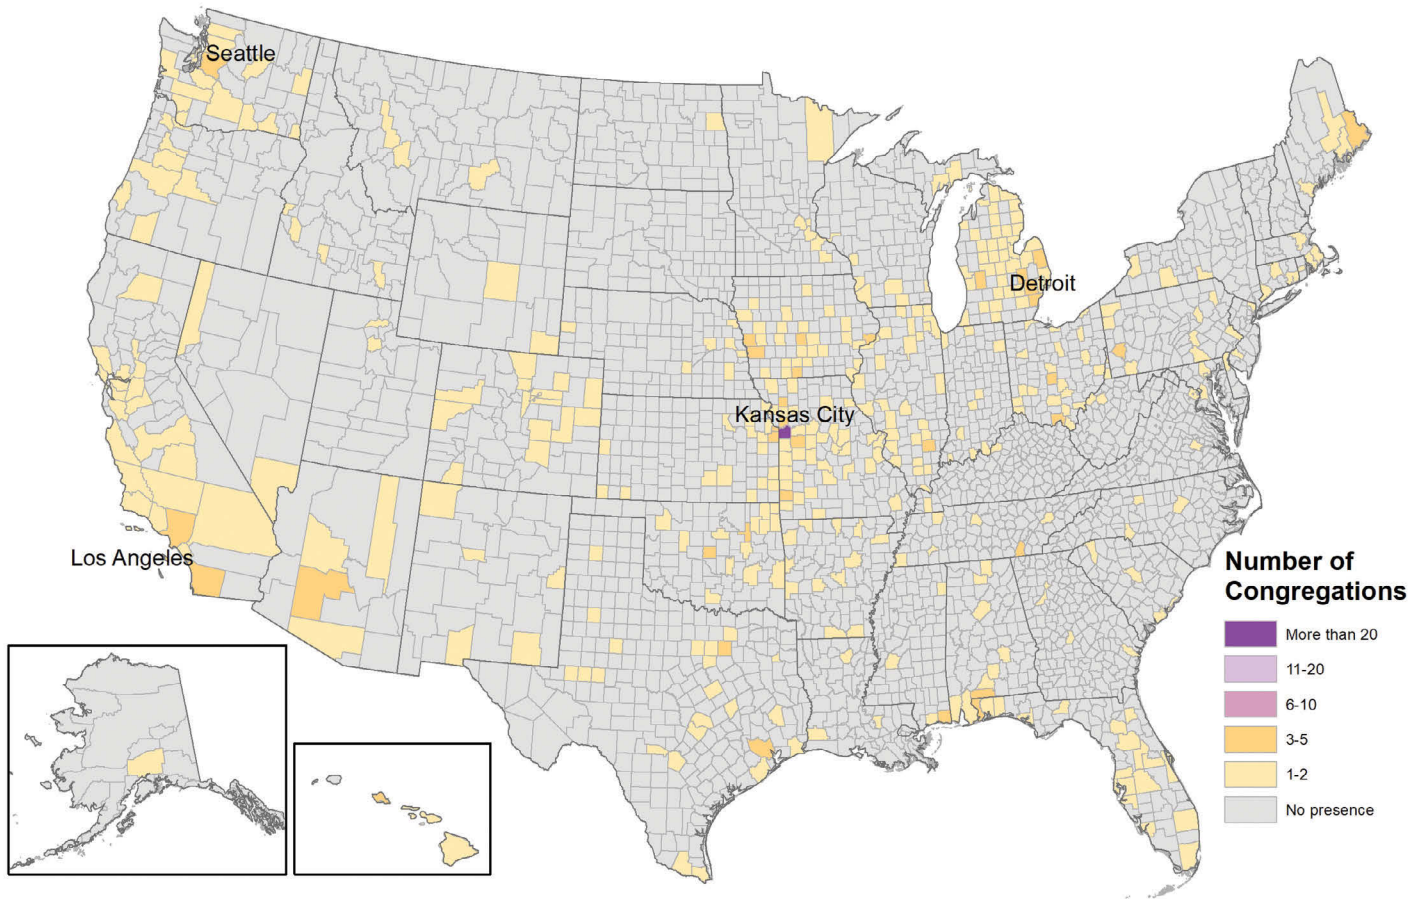 Seattle
Detroit
Kansas City
Los Angeles
Number of
Congregations
More than 20
11-20
6-10
3-5
1-2
No presence